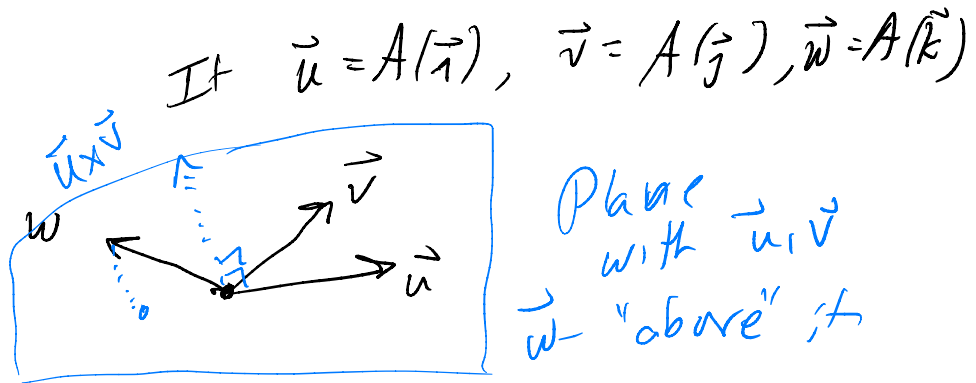 If u⃗ = A(i⃗), v⃗ = A(j⃗), w⃗ = A(k⃗)
u⃗×v⃗
v⃗
w
u⃗
Plane
with u⃗, v⃗
w⃗ - "above" it